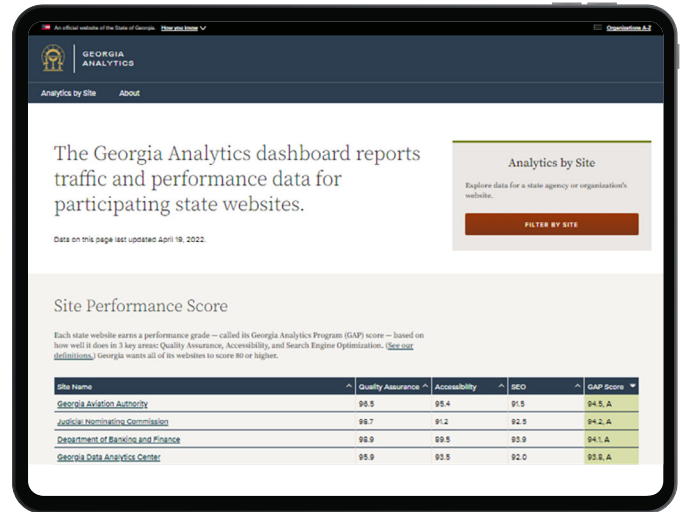 An official website of the State of Georgia. How you know
Organizations A-Z
GEORGIA
ANALYTICS
Analytics by Site About
The Georgia Analytics dashboard reports
traffic and performance data for
participating state websites.
Data on this page last updated April 19, 2022.
Analytics by Site
Explore data for a state agency or organization's
website.
FILTER BY SITE
Site Performance Score
Each state website earns a performance grade — called its Georgia Analytics Program (GAP) score — based on
how well it does in 3 key areas: Quality Assurance, Accessibility, and Search Engine Optimization. (See our
definitions.) Georgia wants all of its websites to score 80 or higher.
Site Name Quality Assurance Accessibility SEO GAP Score
Georgia Aviation Authority 96.5 95.4 91.5 94.5, A
Judicial Nominating Commission 98.7 91.2 92.5 94.2, A
Department of Banking and Finance 98.9 89.5 93.9 94.1, A
Georgia Data Analytics Center 95.9 93.5 92.0 93.8, A